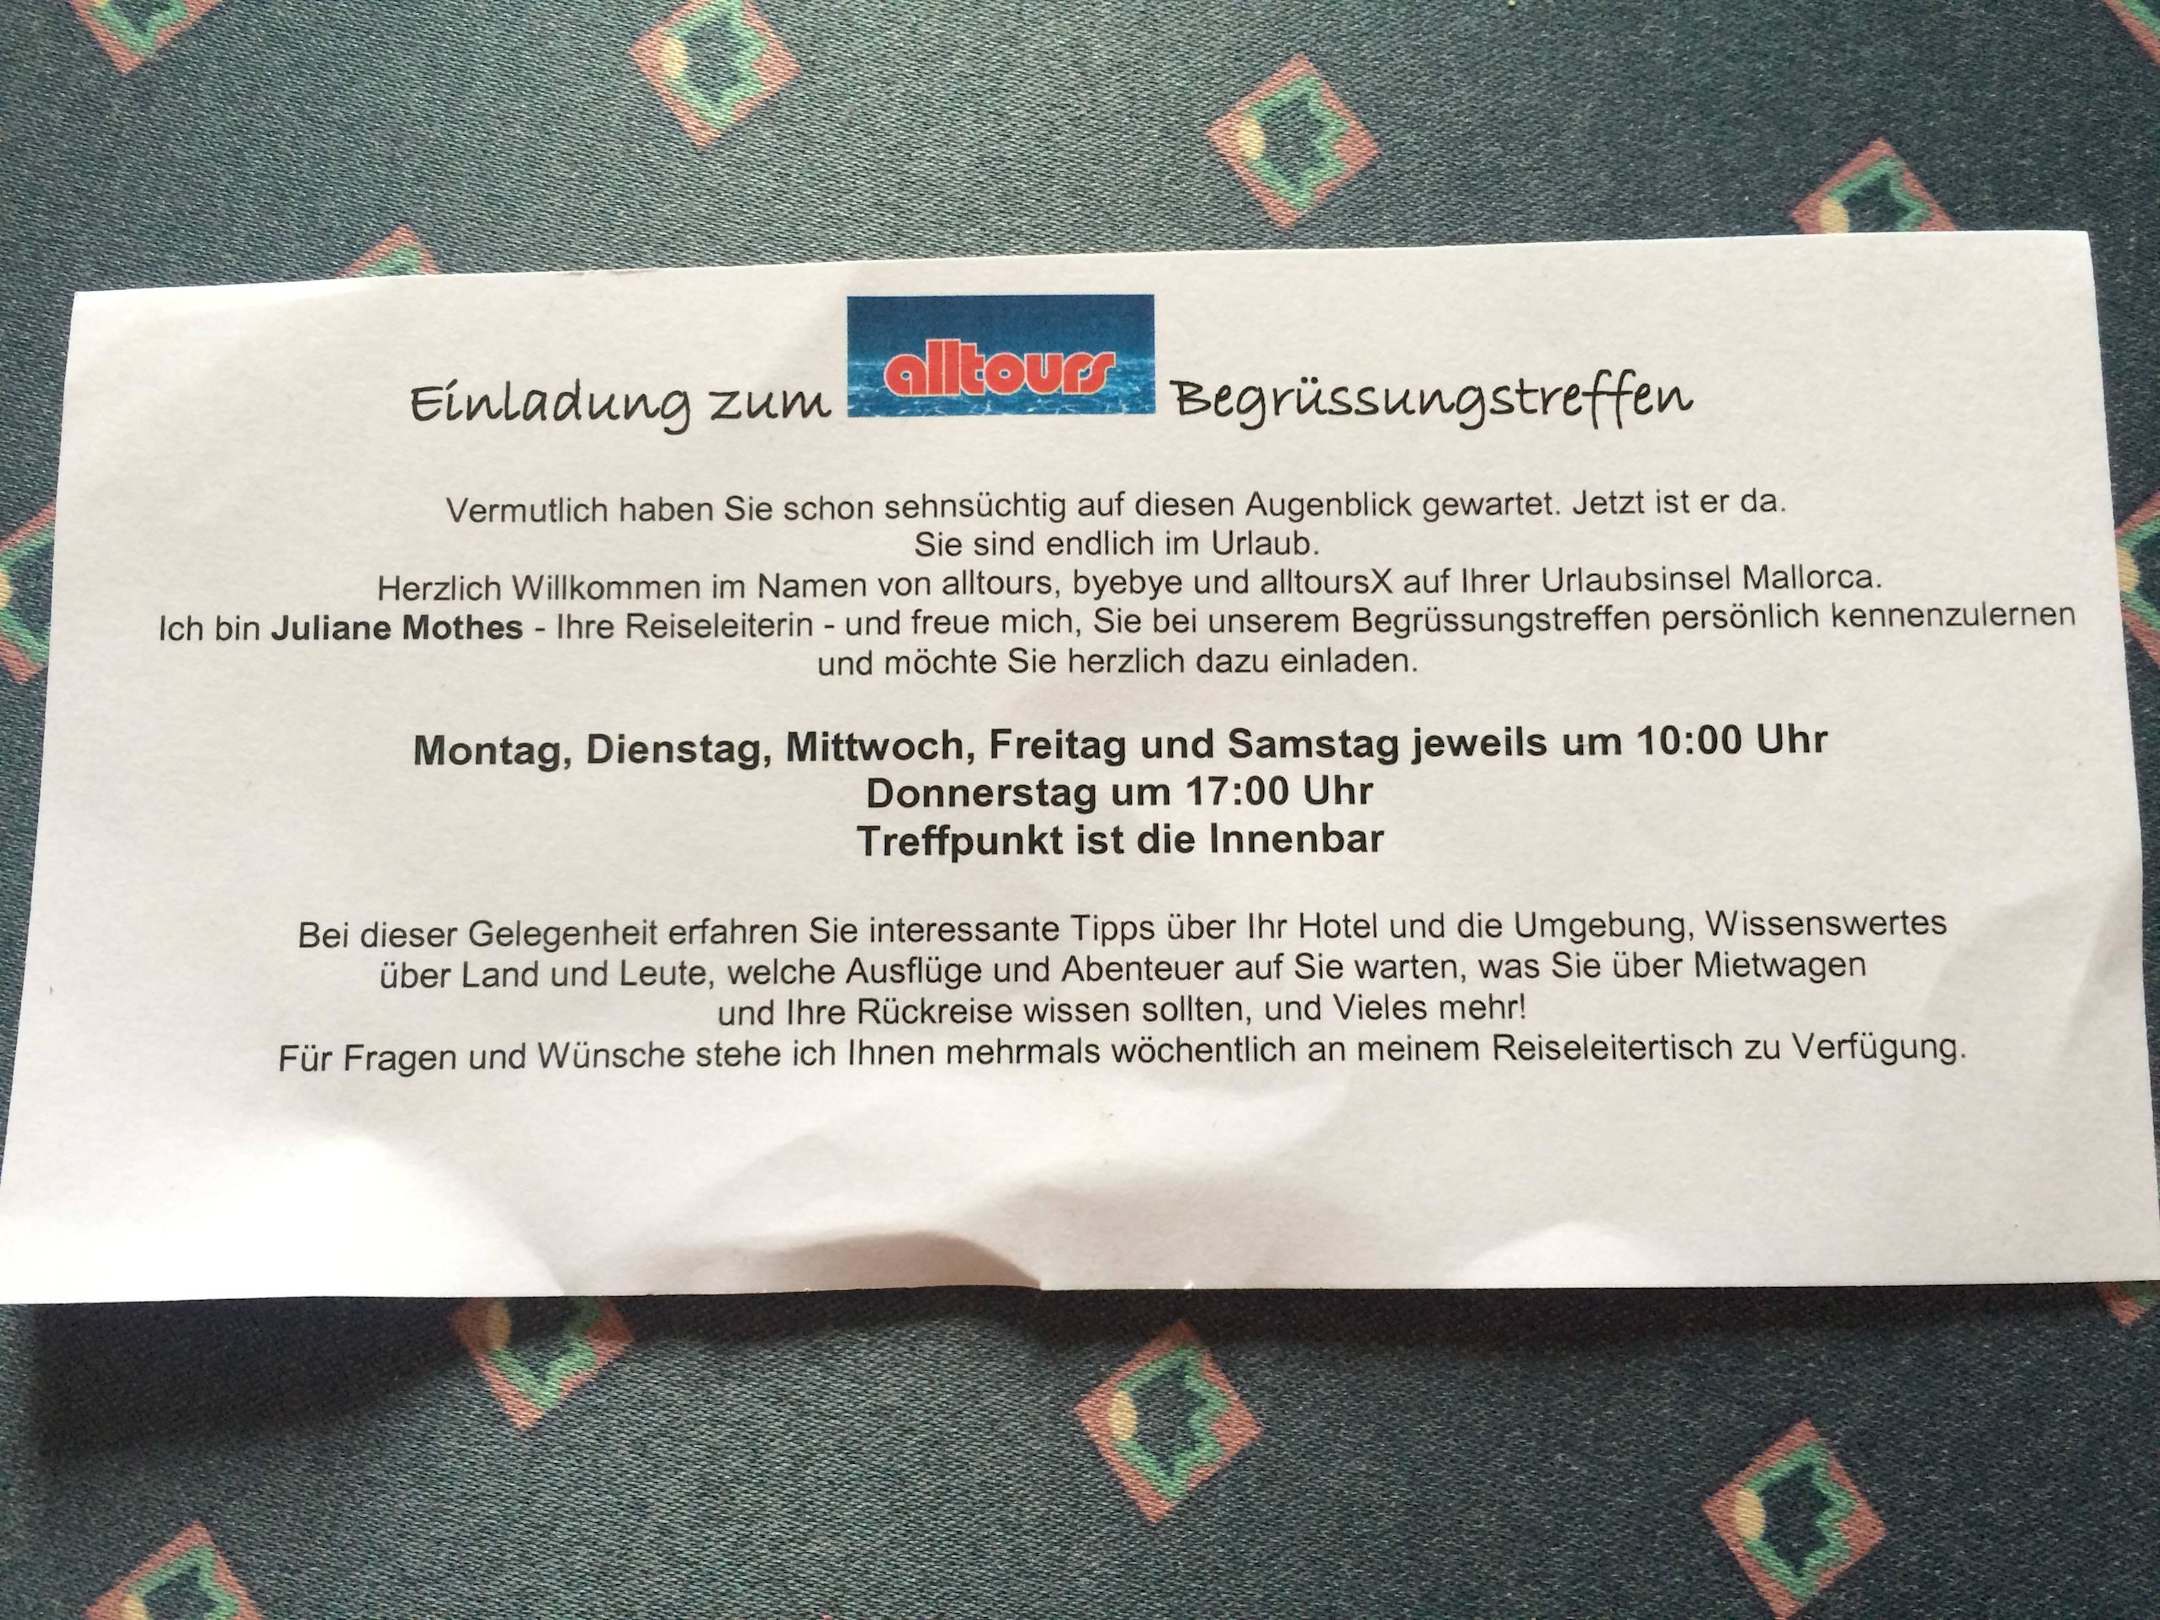 Einladung zum alltours Begrüssungstreffen
Vermutlich haben Sie schon sehnsüchtig auf diesen Augenblick gewartet. Jetzt ist er da.
Sie sind endlich im Urlaub.
Herzlich Willkommen im Namen von alltours, byebye und alltoursX auf Ihrer Urlaubsinsel Mallorca.
Ich bin Juliane Mothes - Ihre Reiseleiterin - und freue mich, Sie bei unserem Begrüssungstreffen persönlich kennenzulernen
und möchte Sie herzlich dazu einladen.
Montag, Dienstag, Mittwoch, Freitag und Samstag jeweils um 10:00 Uhr
Donnerstag um 17:00 Uhr
Treffpunkt ist die Innenbar
Bei dieser Gelegenheit erfahren Sie interessante Tipps über Ihr Hotel und die Umgebung, Wissenswertes
über Land und Leute, welche Ausflüge und Abenteuer auf Sie warten, was Sie über Mietwagen
und Ihre Rückreise wissen sollten, und Vieles mehr!
Für Fragen und Wünsche stehe ich Ihnen mehrmals wöchentlich an meinem Reiseleitertisch zu Verfügung.